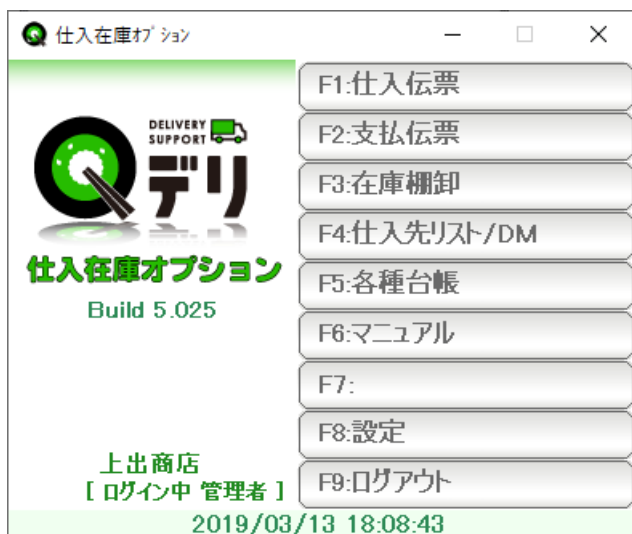 仕入在庫ｵﾌﾟｼｮﾝ
DELIVERY
SUPPORT
Qデリ
仕入在庫オプション
Build 5.025
上出商店
[ ログイン中 管理者 ]
F1:仕入伝票
F2:支払伝票
F3:在庫棚卸
F4:仕入先リスト/DM
F5:各種台帳
F6:マニュアル
F7:
F8:設定
F9:ログアウト
2019/03/13 18:08:43